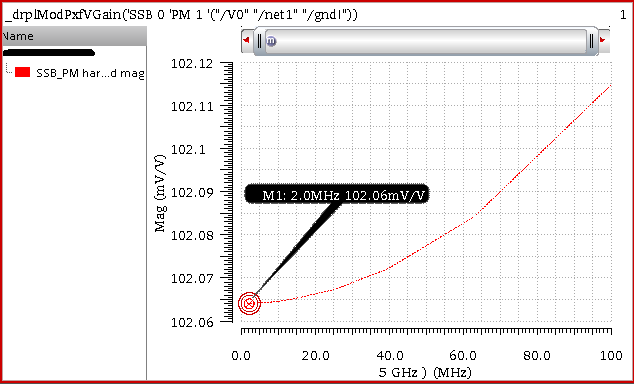 _drplModPxfVGain('SSB 0 'PM 1 '("/V0" "/net1" "/gnd!"))
1
Name
SSB_PM har...d mag
102.12
102.11
102.1
102.09
102.08
102.07
102.06
Mag (mV/V)
M1: 2.0MHz 102.06mV/V
0.0 20.0 40.0 60.0 80.0 100
5 GHz ) (MHz)